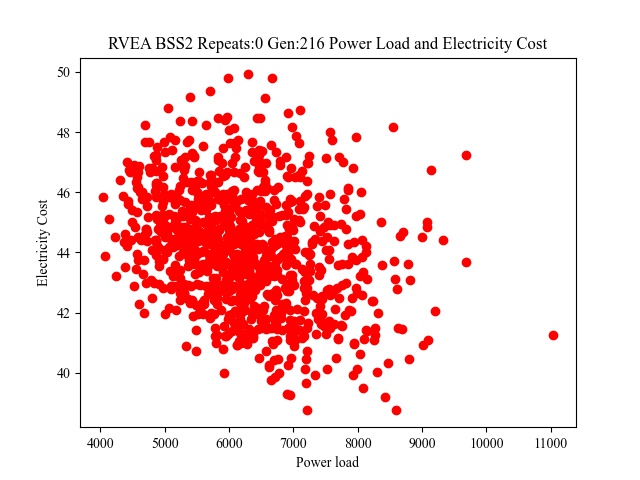 RVEA BSS2 Repeats:0 Gen:216 Power Load and Electricity Cost
50
48
46
44
42
40
Electricity Cost
4000 5000 6000 7000 8000 9000 10000 11000
Power load